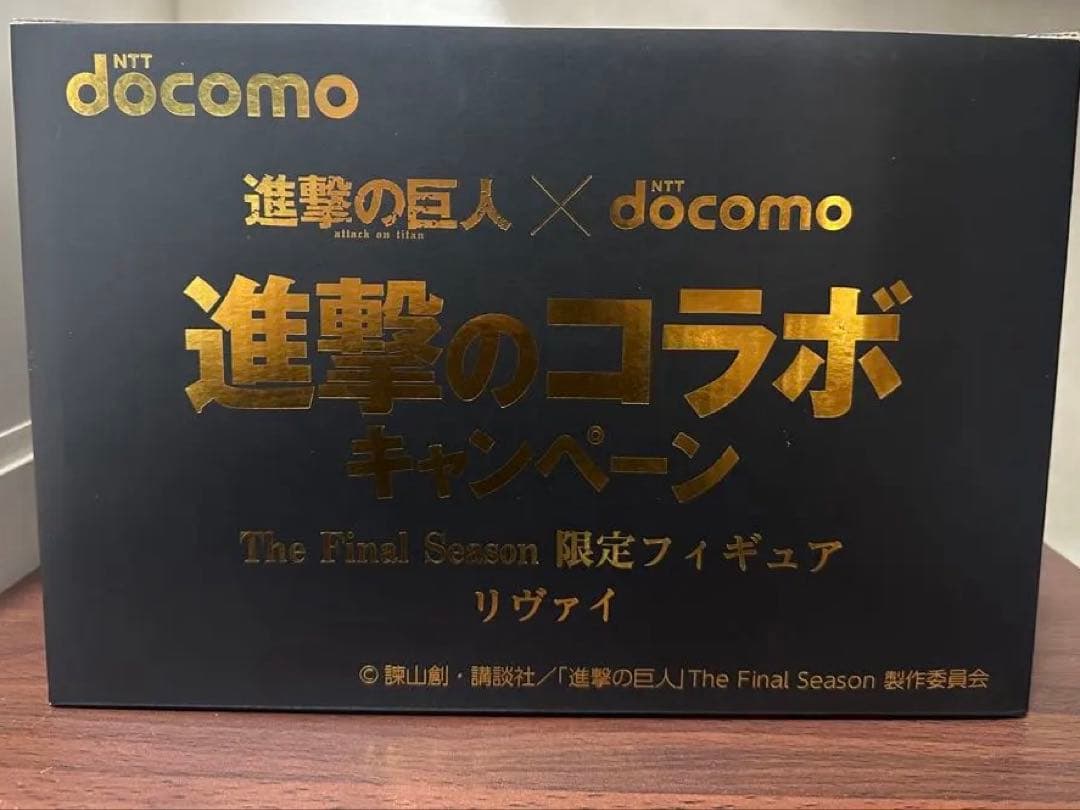 NTT
docomo
進撃の巨人 × NTT docomo
attack on titan
進撃のコラボ
キャンペーン
The Final Season 限定フィギュア
リヴァイ
© 諫山創・講談社/「進撃の巨人」The Final Season 製作委員会